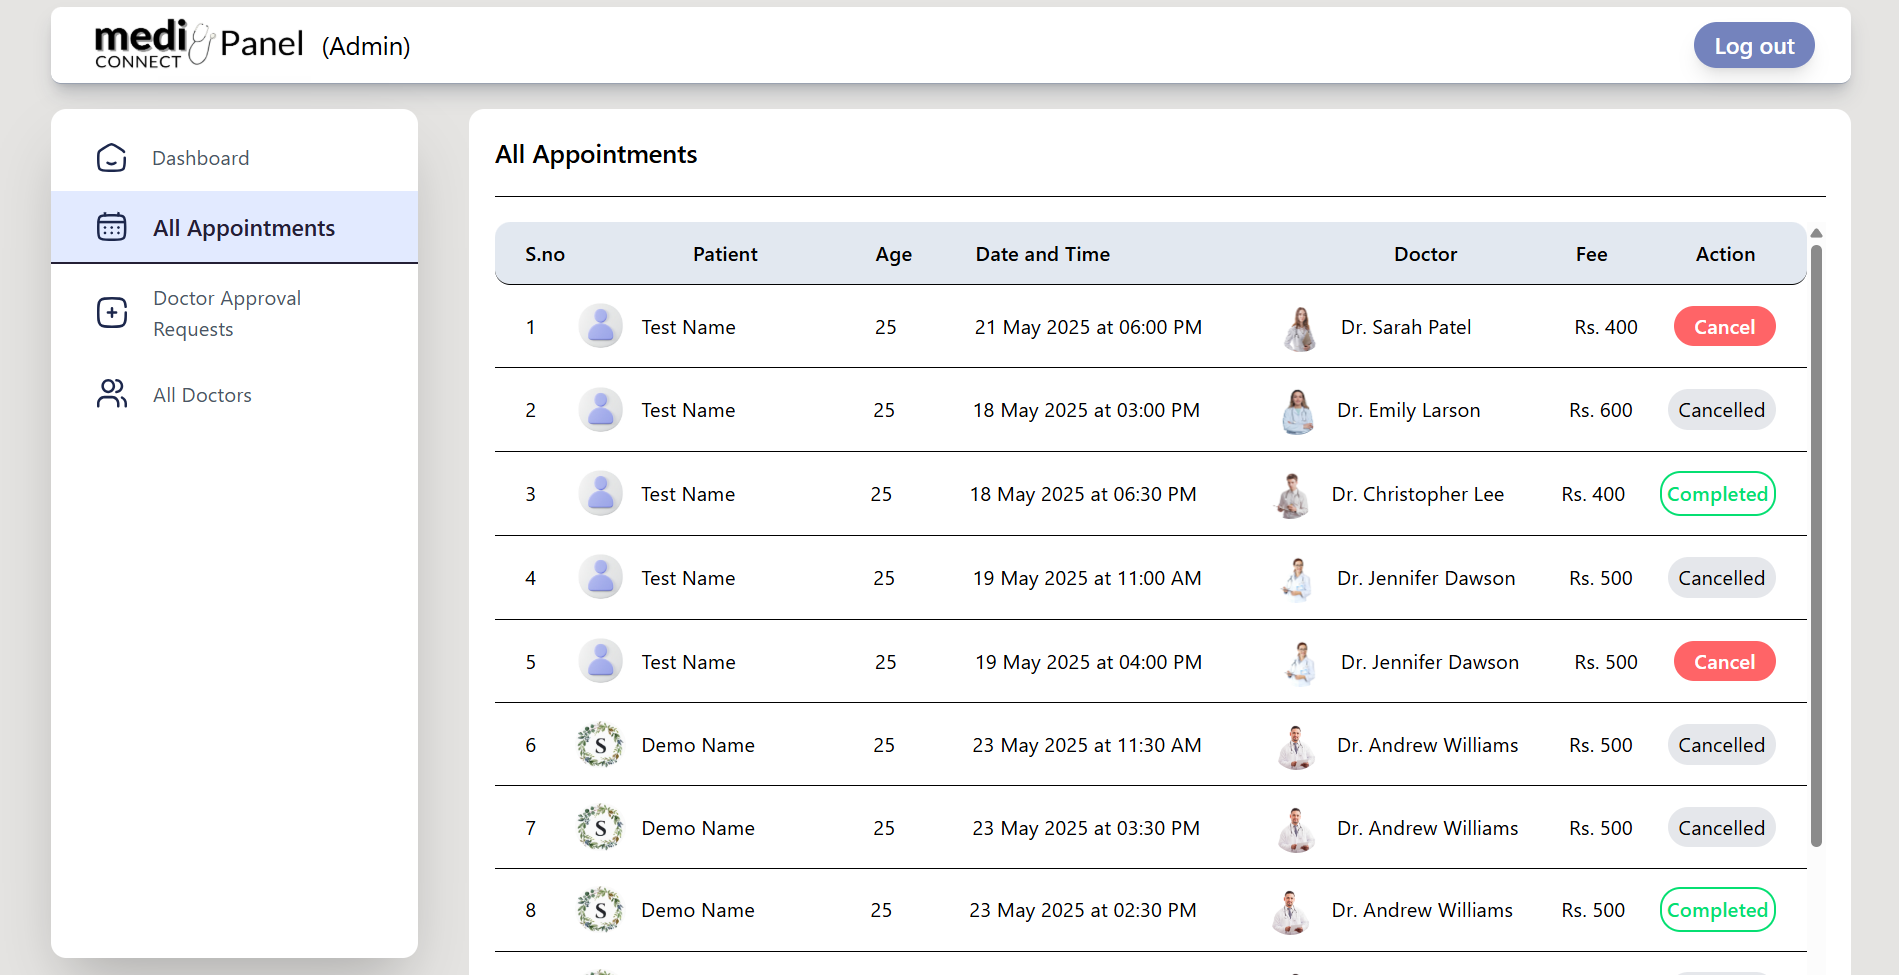 medi
CONNECT
Panel (Admin)
Log out
Dashboard
All Appointments
Doctor Approval
Requests
All Doctors
All Appointments
S.no Patient Age Date and Time Doctor Fee Action
1 Test Name 25 21 May 2025 at 06:00 PM Dr. Sarah Patel Rs. 400 Cancel
2 Test Name 25 18 May 2025 at 03:00 PM Dr. Emily Larson Rs. 600 Cancelled
3 Test Name 25 18 May 2025 at 06:30 PM Dr. Christopher Lee Rs. 400 Completed
4 Test Name 25 19 May 2025 at 11:00 AM Dr. Jennifer Dawson Rs. 500 Cancelled
5 Test Name 25 19 May 2025 at 04:00 PM Dr. Jennifer Dawson Rs. 500 Cancel
6 S Demo Name 25 23 May 2025 at 11:30 AM Dr. Andrew Williams Rs. 500 Cancelled
7 S Demo Name 25 23 May 2025 at 03:30 PM Dr. Andrew Williams Rs. 500 Cancelled
8 S Demo Name 25 23 May 2025 at 02:30 PM Dr. Andrew Williams Rs. 500 Completed